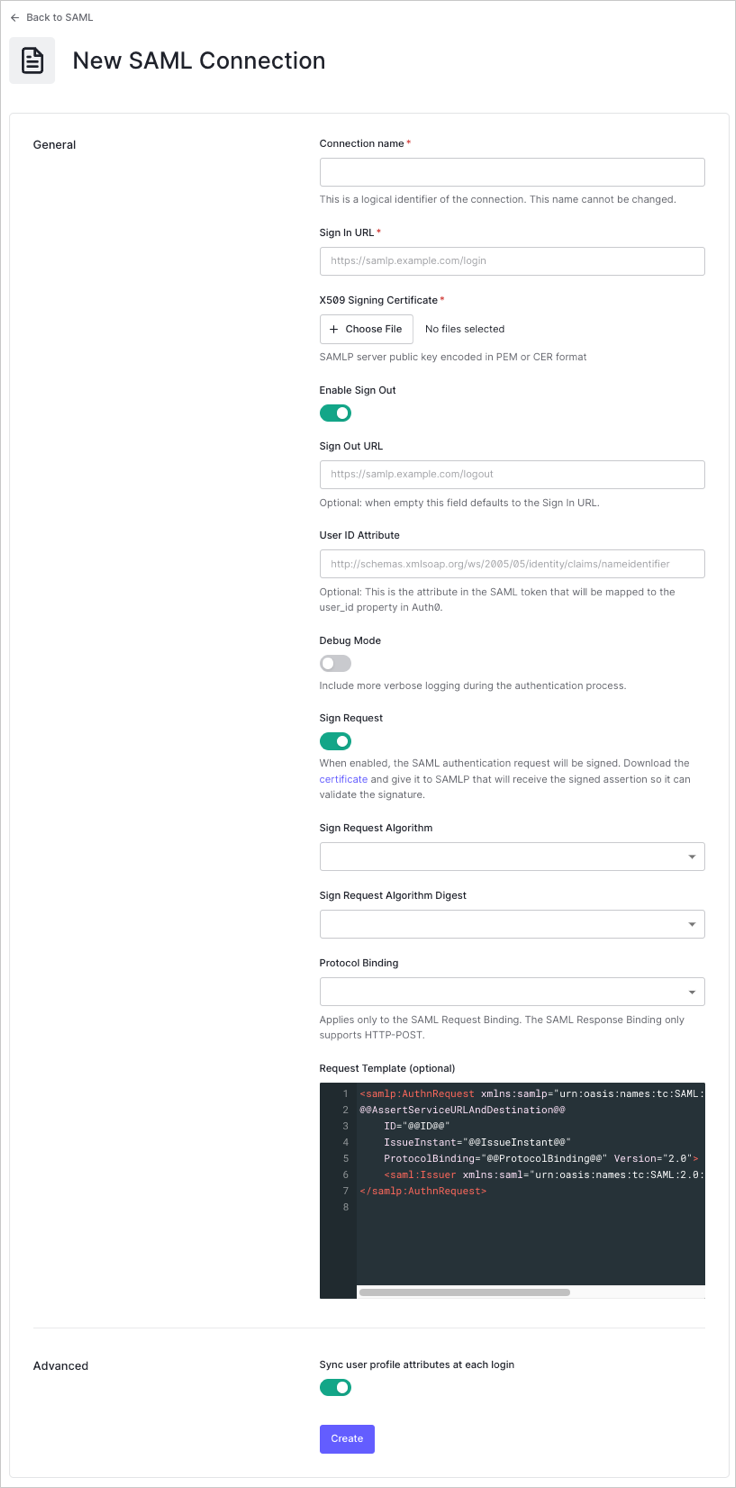 Back to SAML
New SAML Connection
General
Connection name *
This is a logical identifier of the connection. This name cannot be changed.
Sign In URL *
https://samlp.example.com/login
X509 Signing Certificate *
+ Choose File No files selected
SAMLP server public key encoded in PEM or CER format
Enable Sign Out
Sign Out URL
https://samlp.example.com/logout
Optional: when empty this field defaults to the Sign In URL.
User ID Attribute
http://schemas.xmlsoap.org/ws/2005/05/identity/claims/nameidentifier
Optional: This is the attribute in the SAML token that will be mapped to the
user_id property in Auth0.
Debug Mode
Include more verbose logging during the authentication process.
Sign Request
When enabled, the SAML authentication request will be signed. Download the
certificate and give it to SAMLP that will receive the signed assertion so it can
validate the signature.
Sign Request Algorithm
Sign Request Algorithm Digest
Protocol Binding
Applies only to the SAML Request Binding. The SAML Response Binding only
supports HTTP-POST.
Request Template (optional)
1 <samlp:AuthnRequest xmlns:samlp="urn:oasis:names:tc:SAML:
2 @@AssertServiceURLAndDestination@@
3 ID="@@ID@@"
4 IssueInstant="@@IssueInstant@@"
5 ProtocolBinding="@@ProtocolBinding@@" Version="2.0">
6 <saml:Issuer xmlns:saml="urn:oasis:names:tc:SAML:2.0:
7 </samlp:AuthnRequest>
8
Advanced
Sync user profile attributes at each login
Create